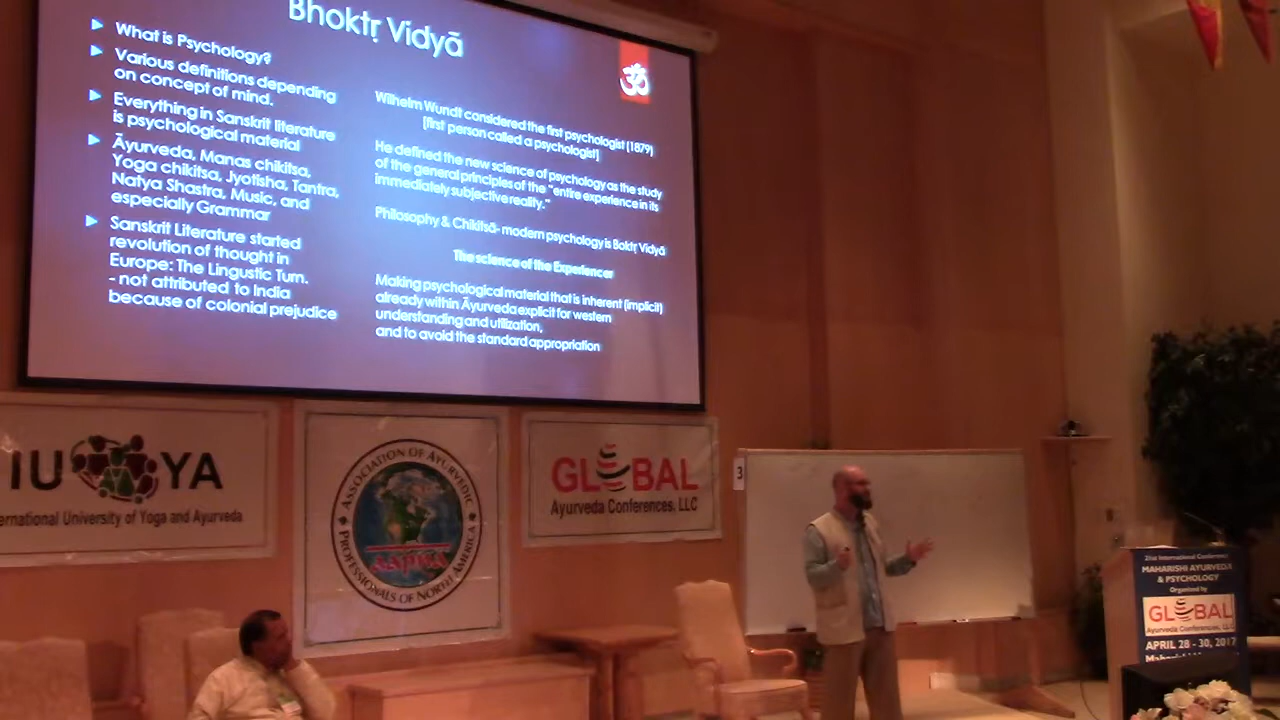 Bhoktṛ Vidyā
What is Psychology?
Various definitions depending
on concept of mind.
Everything in Sanskrit literature
is psychological material
Āyurveda, Manas chikitsa,
Yoga chikitsa, Jyotisha, Tantra,
Natya Shastra, Music, and
especially Grammar
Sanskrit Literature started
revolution of thought in
Europe: The Lingustic Turn.
- not attributed to India
because of colonial prejudice
ॐ
Wilhelm Wundt considered the first psychologist (1879)
[first person called a psychologist]
He defined the new science of psychology as the study
of the general principles of the "entire experience in its
immediately subjective reality."
Philosophy & Chikitsā- modern psychology is Boktṛ Vidyā
The science of the Experiencer
Making psychological material that is inherent (implicit)
already within Āyurveda explicit for western
understanding and utilization,
and to avoid the standard appropriation
IU YA
ernational University of Yoga and Ayurveda
ASSOCIATION OF AYURVEDIC
PROFESSIONALS OF NORTH AMERICA
AAPNA
GLOBAL
Ayurveda Conferences, LLC
3
21st International Conference
MAHARISHI AYURVEDA
& PSYCHOLOGY
Organized by
GLOBAL
Ayurveda Conferences, LLC
APRIL 28 - 30, 2017